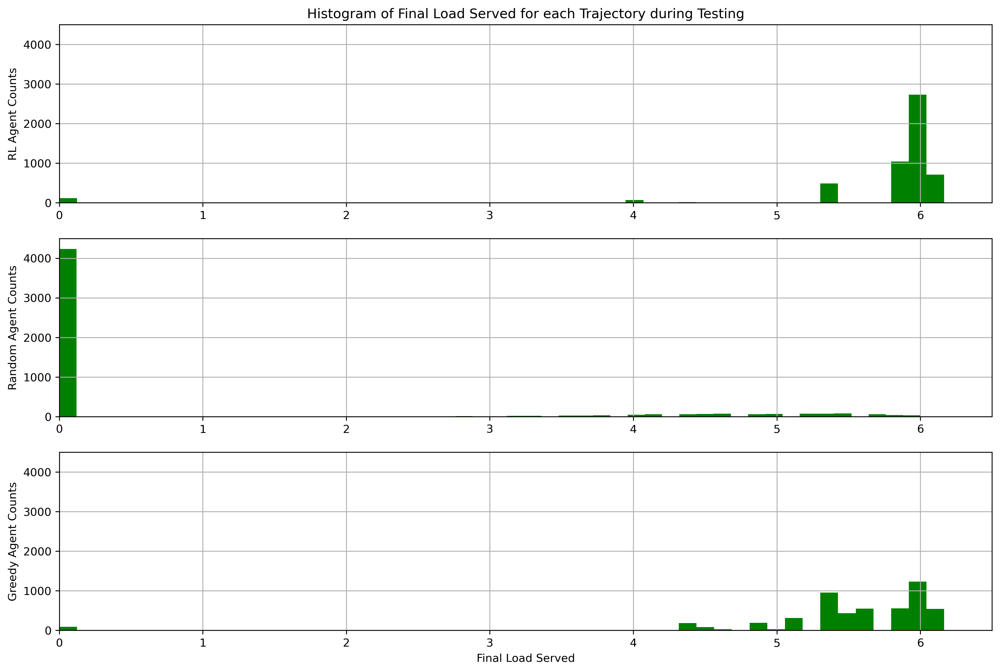 Histogram of Final Load Served for each Trajectory during Testing
RL Agent Counts
4000
3000
2000
1000
0
0 1 2 3 4 5 6
Random Agent Counts
4000
3000
2000
1000
0
0 1 2 3 4 5 6
Greedy Agent Counts
4000
3000
2000
1000
0
0 1 2 3 4 5 6
Final Load Served